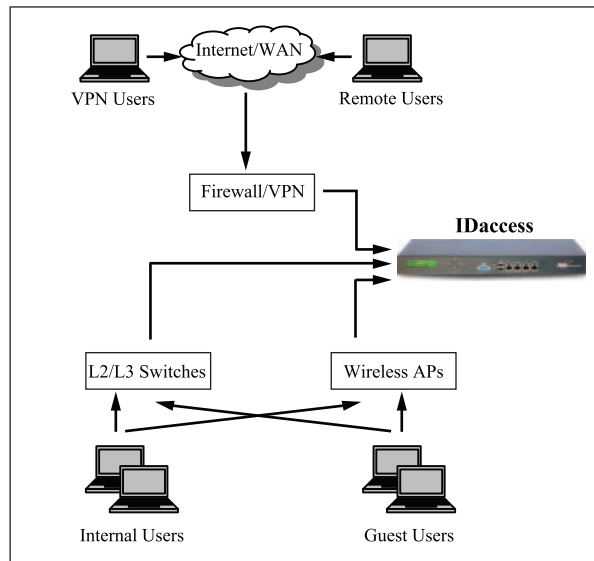 Internet/WAN
VPN Users
Remote Users
Firewall/VPN
IDaccess
L2/L3 Switches
Wireless APs
Internal Users
Guest Users